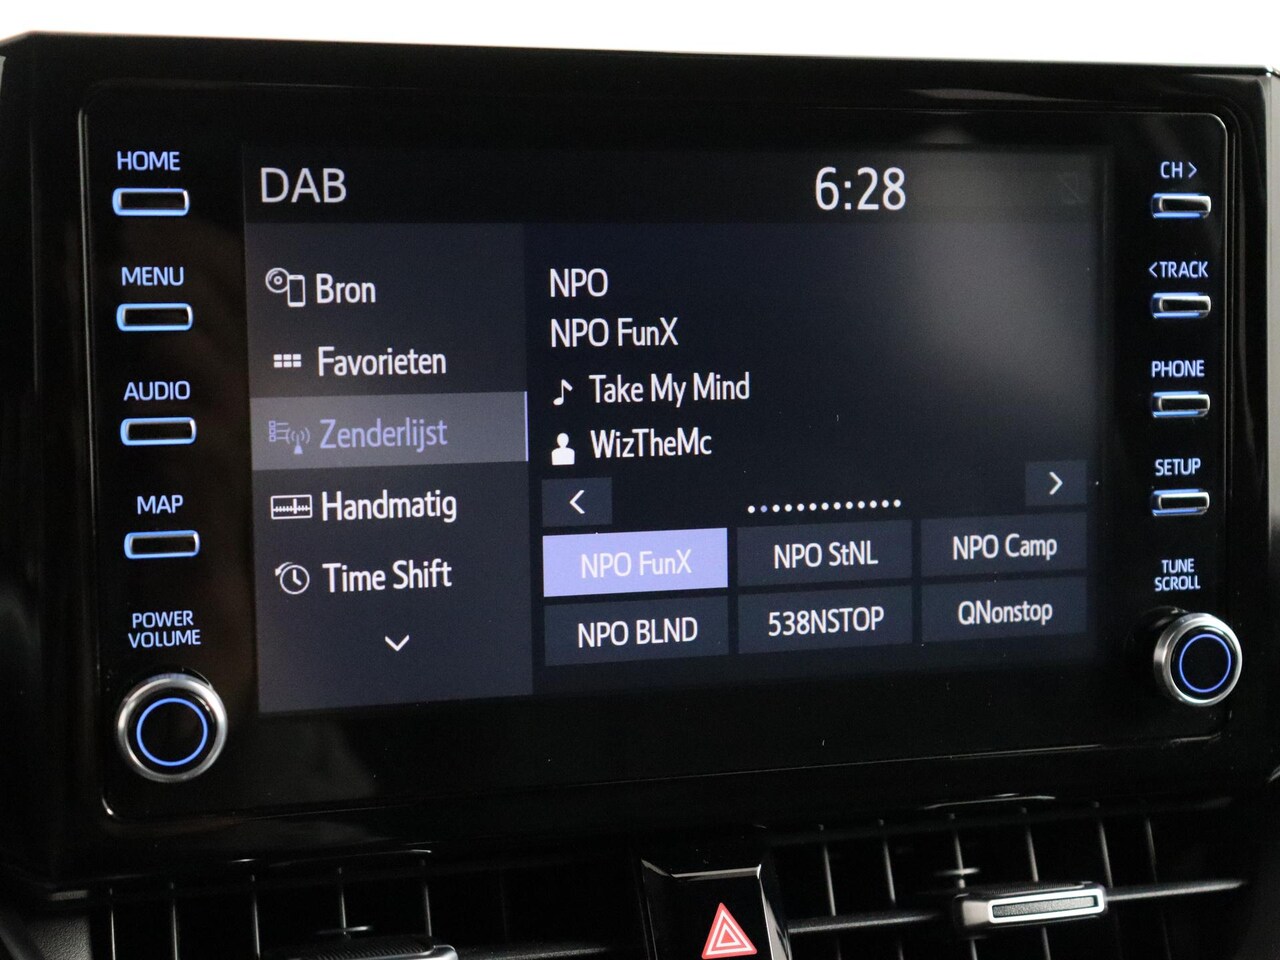 HOME
MENU
AUDIO
MAP
POWER
VOLUME
DAB
6:28
Bron
Favorieten
Zenderlijst
Handmatig
Time Shift
NPO
NPO FunX
Take My Mind
WizTheMc
NPO FunX NPO StNL NPO Camp
NPO BLND 538NSTOP QNonstop
CH >
< TRACK
PHONE
SETUP
TUNE
SCROLL